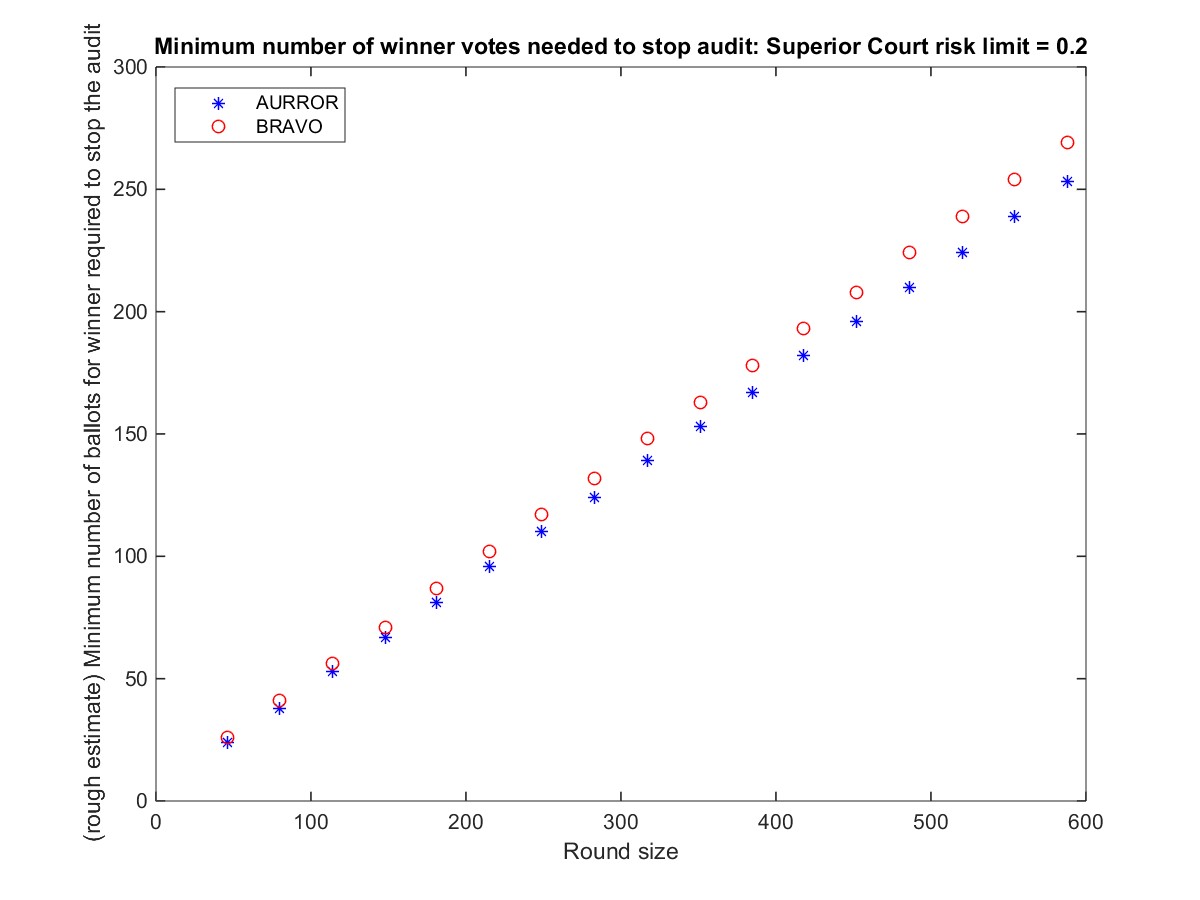 Minimum number of winner votes needed to stop audit: Superior Court risk limit = 0.2
(rough estimate) Minimum number of ballots for winner required to stop the audit
300
250
200
150
100
50
0
AURROR
BRAVO
0 100 200 300 400 500 600
Round size